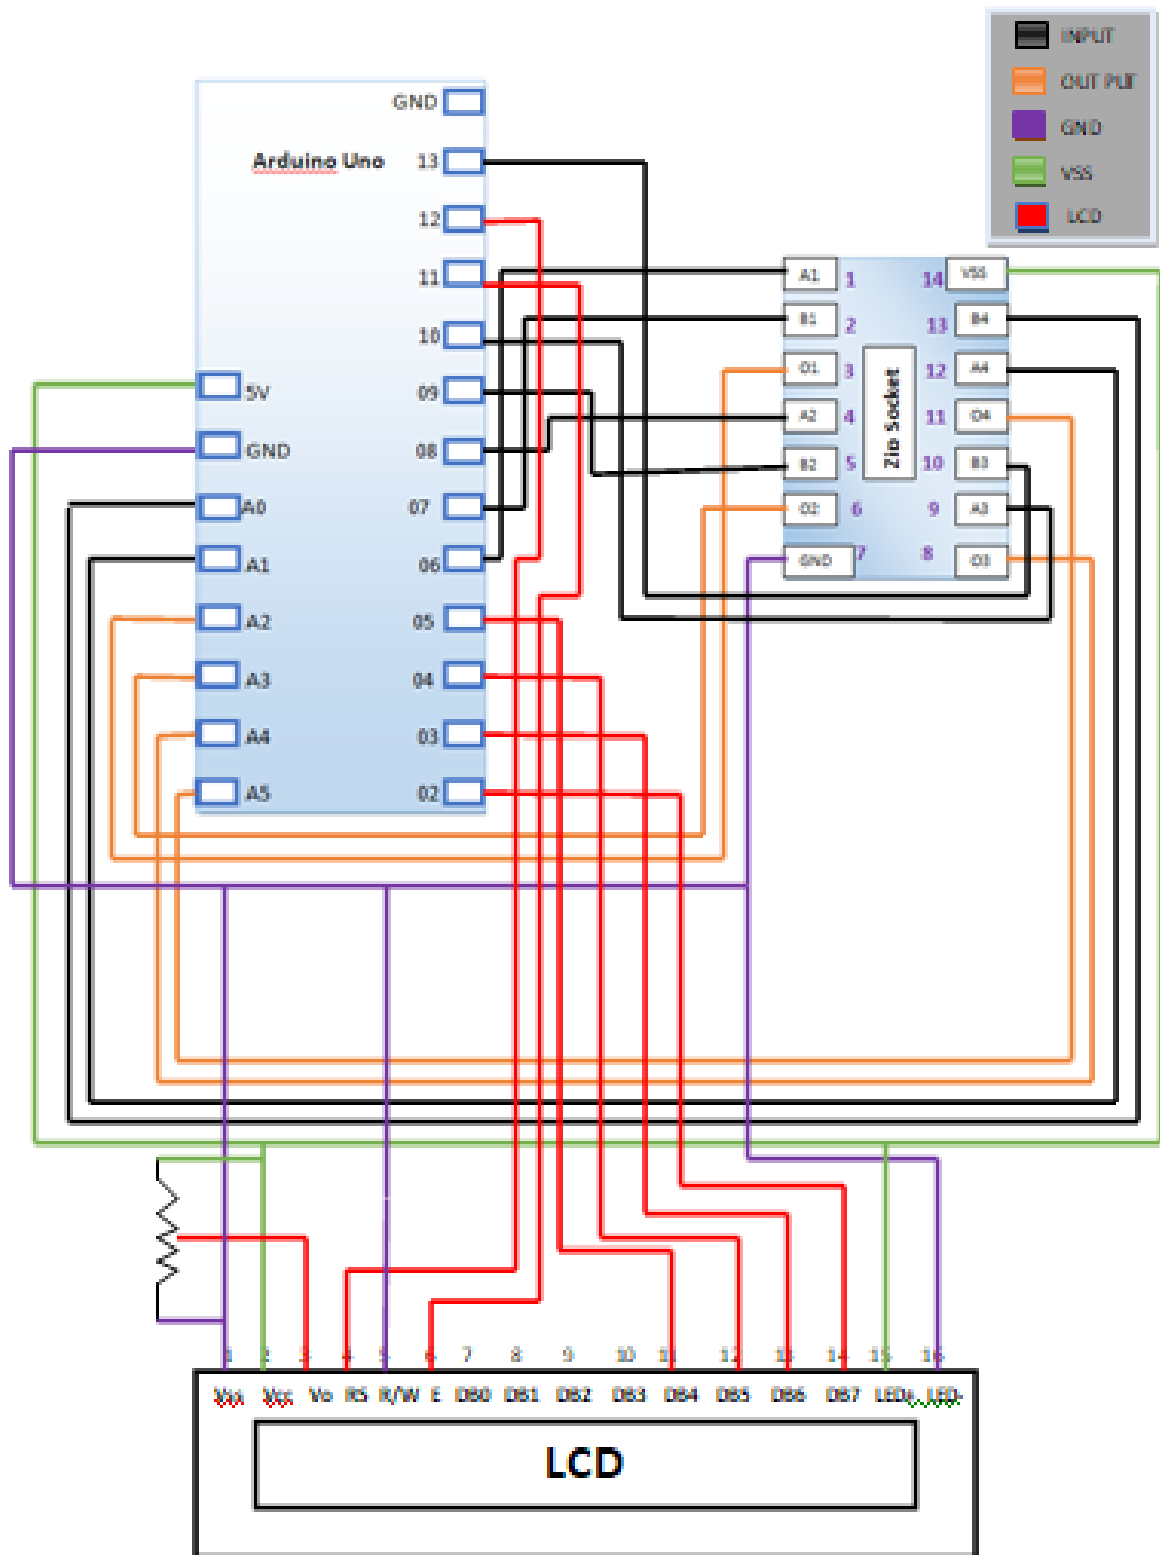 INPUT
OUT PUT
GND
VSS
LCD
GND
Arduino Uno
13
12
11
10
09
08
07
06
05
04
03
02
5V
GND
A0
A1
A2
A3
A4
A5
A1 1 14 VSS
B1 2 13 B4
O1 3 12 A4
A2 4 11 O4
B2 5 10 B3
O2 6 9 A3
GND 7 8 O3
Zip Socket
1 2 3 4 5 6 7 8 9 10 11 12 13 14 15 16
Vss Vcc Vo RS R/W E DB0 DB1 DB2 DB3 DB4 DB5 DB6 DB7 LED+ LED-
LCD